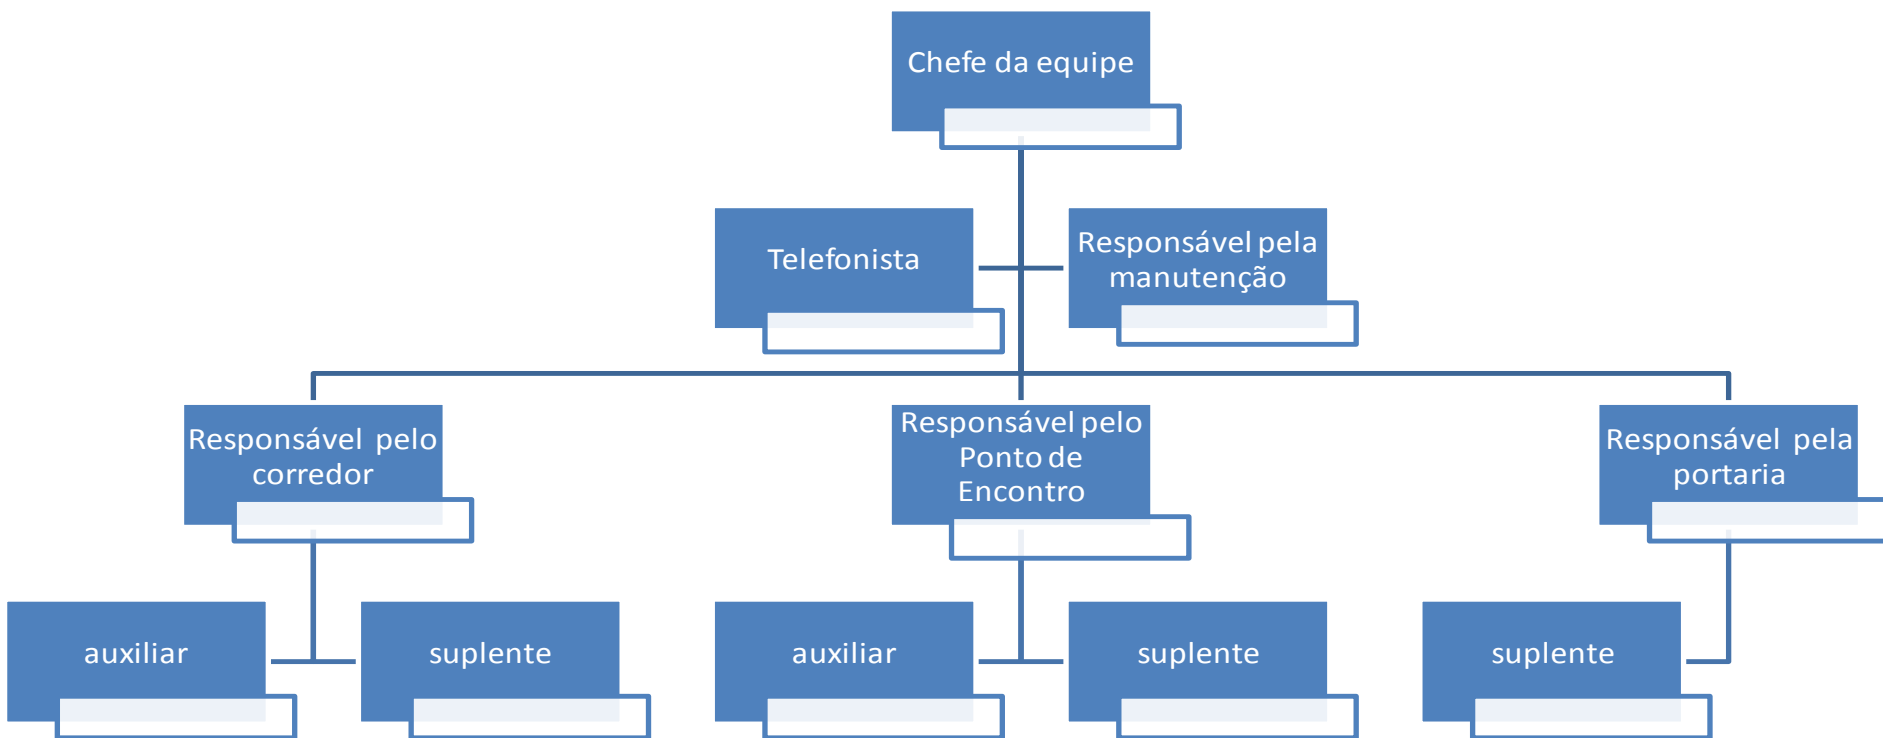 Chefe da equipe
Telefonista
Responsável pela
manutenção
Responsável pelo
corredor
Responsável pelo
Ponto de
Encontro
Responsável pela
portaria
auxiliar
suplente
auxiliar
suplente
suplente